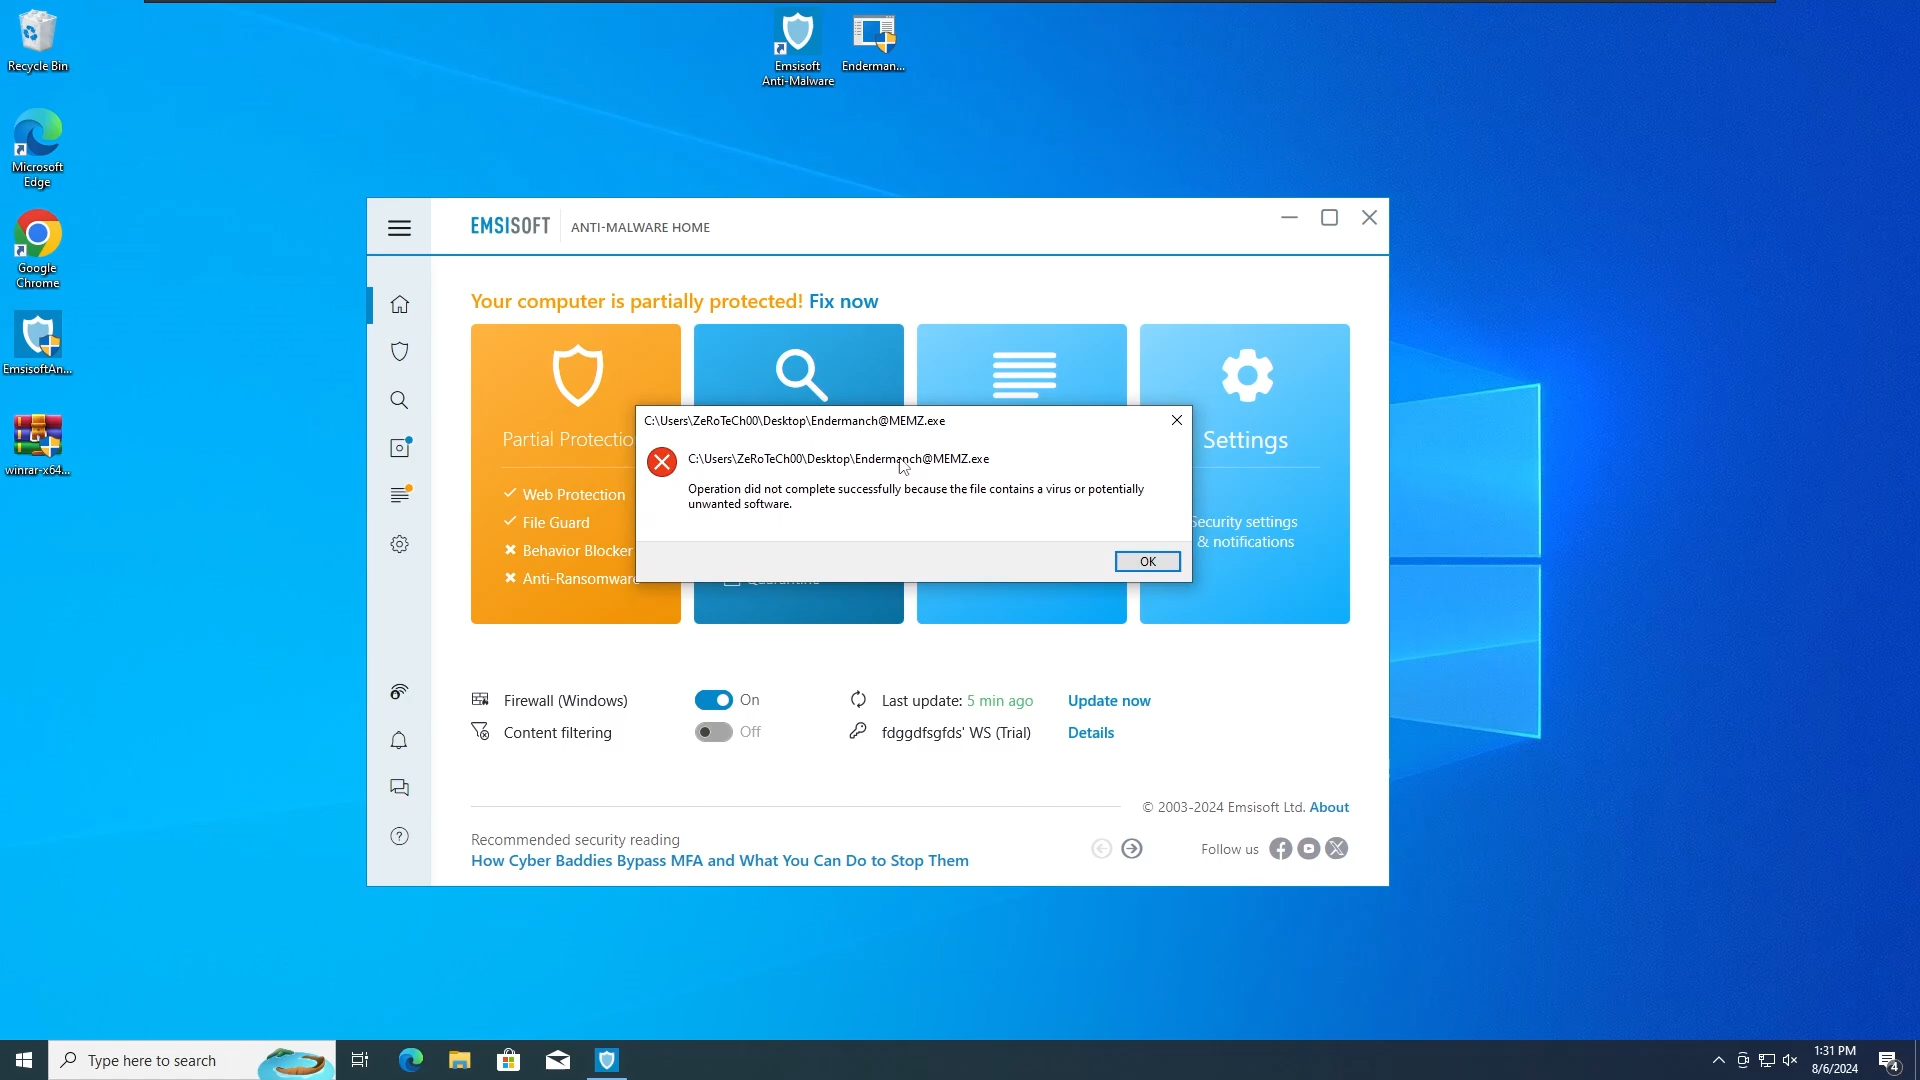 Recycle Bin
Microsoft
Edge
Google
Chrome
EmsisoftAn...
winrar-x64...
Emsisoft
Anti-Malware
Enderman...
EMSISOFT
ANTI-MALWARE HOME
Your computer is partially protected! Fix now
Partial Protectio
Web Protection
File Guard
Behavior Blocker
Anti-Ransomware
Quarantine
Settings
Security settings
& notifications
C:\Users\ZeRoTeCh00\Desktop\Endermanch@MEMZ.exe
C:\Users\ZeRoTeCh00\Desktop\Endermanch@MEMZ.exe
Operation did not complete successfully because the file contains a virus or potentially
unwanted software.
OK
Firewall (Windows)
On
Last update: 5 min ago
Update now
Content filtering
Off
fdggdfsgfds' WS (Trial)
Details
© 2003-2024 Emsisoft Ltd. About
Recommended security reading
How Cyber Baddies Bypass MFA and What You Can Do to Stop Them
Follow us
Type here to search
1:31 PM
8/6/2024
4